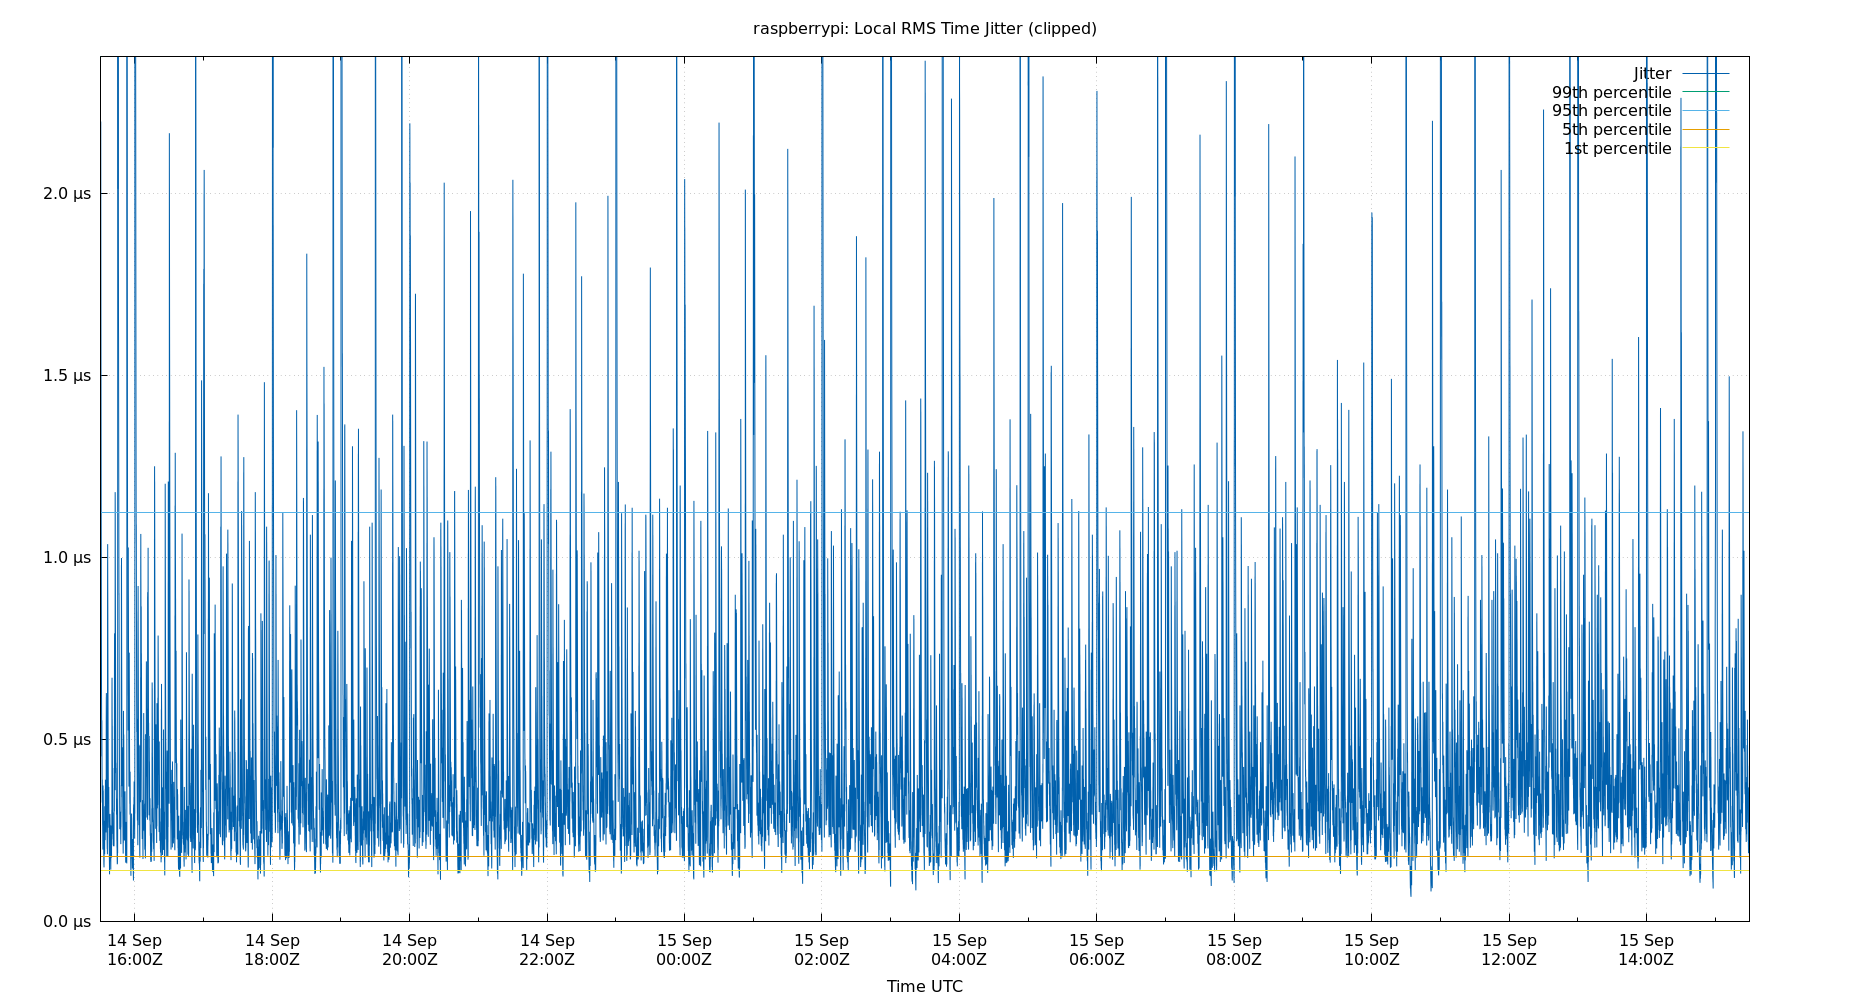 raspberrypi: Local RMS Time Jitter (clipped)
Jitter
99th percentile
95th percentile
5th percentile
1st percentile
2.0 μs
1.5 μs
1.0 μs
0.5 μs
0.0 μs
14 Sep 14 Sep 14 Sep 14 Sep 15 Sep 15 Sep 15 Sep 15 Sep 15 Sep 15 Sep 15 Sep 15 Sep
16:00Z 18:00Z 20:00Z 22:00Z 00:00Z 02:00Z 04:00Z 06:00Z 08:00Z 10:00Z 12:00Z 14:00Z
Time UTC